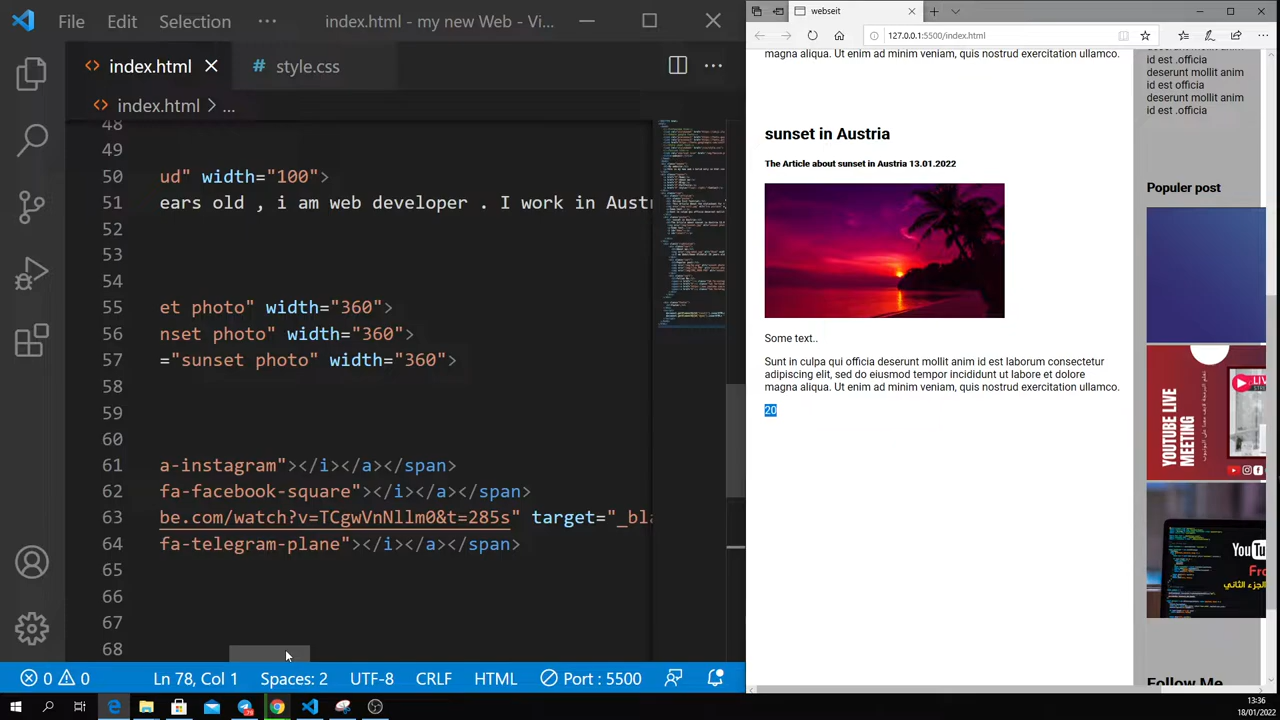 File Edit Selection ··· index.html - my new Web - Vi...
index.html
style.css
index.html > ...
48
49
50 ud" width="100">
51 ears old., i am web developer . I work in Austr
52
53
54
55 et photo" width="360">
56 nset photo" width="360">
57 ="sunset photo" width="360">
58
59
60
61 a-instagram"></i></a></span>
62 fa-facebook-square"></i></a></span>
63 be.com/watch?v=TCgwVnNllm0&t=285s" target="_bla
64 fa-telegram-plane"></i></a></span>
65
66
67
68
0 0 Ln 78, Col 1 Spaces: 2 UTF-8 CRLF HTML Port : 5500
webseit
127.0.0.1:5500/index.html
magna aliqua. Ut enim ad minim veniam, quis nostrud exercitation ullamco.
sunset in Austria
The Article about sunset in Austria 13.01.2022
Some text..
Sunt in culpa qui officia deserunt mollit anim id est laborum consectetur
adipiscing elit, sed do eiusmod tempor incididunt ut labore et dolore
magna aliqua. Ut enim ad minim veniam, quis nostrud exercitation ullamco.
20
deserunt mollit anim
id est .officia
deserunt mollit anim
id est officia
deserunt mollit anim
id est .officia
Populer post
YOUTUBE LIVE
MEETING
LIV
You
Fro
الجزء الثاني
Follow Me
13:36
18/01/2022